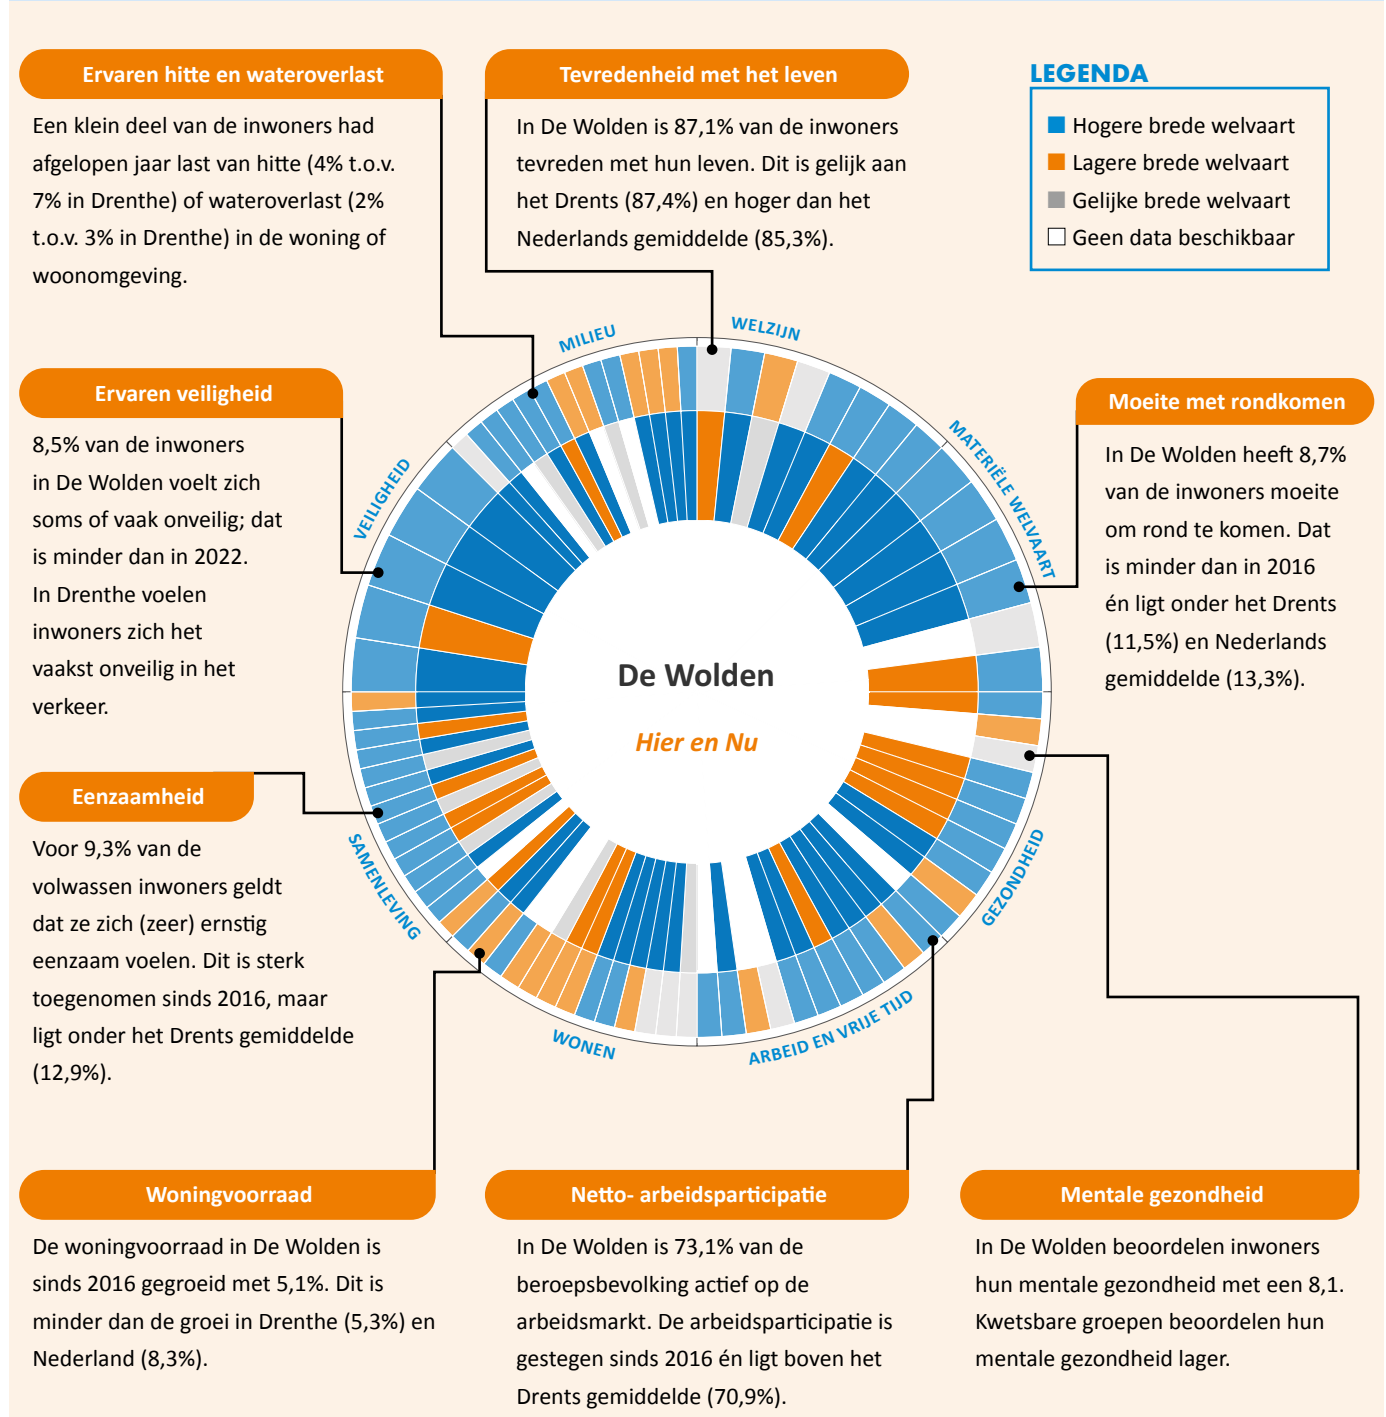 Ervaren hitte en wateroverlast
Een klein deel van de inwoners had
afgelopen jaar last van hitte (4% t.o.v.
7% in Drenthe) of wateroverlast (2%
t.o.v. 3% in Drenthe) in de woning of
woonomgeving.
Tevredenheid met het leven
In De Wolden is 87,1% van de inwoners
tevreden met hun leven. Dit is gelijk aan
het Drents (87,4%) en hoger dan het
Nederlands gemiddelde (85,3%).
LEGENDA
Hogere brede welvaart
Lagere brede welvaart
Gelijke brede welvaart
Geen data beschikbaar
MILIEU
WELZIJN
MATERIËLE WELVAART
GEZONDHEID
ARBEID EN VRIJE TIJD
WONEN
SAMENLEVING
VEILIGHEID
De Wolden
Hier en Nu
Ervaren veiligheid
8,5% van de inwoners
in De Wolden voelt zich
soms of vaak onveilig; dat
is minder dan in 2022.
In Drenthe voelen
inwoners zich het
vaakst onveilig in het
verkeer.
Moeite met rondkomen
In De Wolden heeft 8,7%
van de inwoners moeite
om rond te komen. Dat
is minder dan in 2016
én ligt onder het Drents
(11,5%) en Nederlands
gemiddelde (13,3%).
Eenzaamheid
Voor 9,3% van de
volwassen inwoners geldt
dat ze zich (zeer) ernstig
eenzaam voelen. Dit is sterk
toegenomen sinds 2016, maar
ligt onder het Drents gemiddelde
(12,9%).
Woningvoorraad
De woningvoorraad in De Wolden is
sinds 2016 gegroeid met 5,1%. Dit is
minder dan de groei in Drenthe (5,3%) en
Nederland (8,3%).
Netto- arbeidsparticipatie
In De Wolden is 73,1% van de
beroepsbevolking actief op de
arbeidsmarkt. De arbeidsparticipatie is
gestegen sinds 2016 én ligt boven het
Drents gemiddelde (70,9%).
Mentale gezondheid
In De Wolden beoordelen inwoners
hun mentale gezondheid met een 8,1.
Kwetsbare groepen beoordelen hun
mentale gezondheid lager.